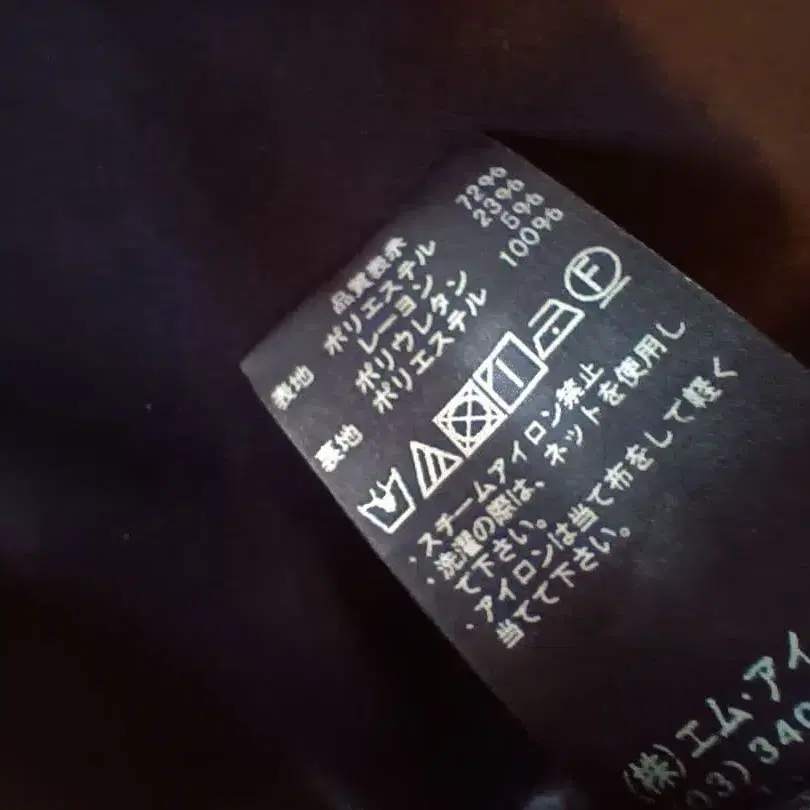 品質表示
表地 ポリエステル 72%
レーヨン 23%
ポリウレタン 5%
裏地 ポリエステル 100%
F
・スチームアイロン禁止
・洗濯の際は、ネットを使用し
て下さい。
・アイロンは当て布をして軽く
当てて下さい。
(株)エム・アイ
03) 340